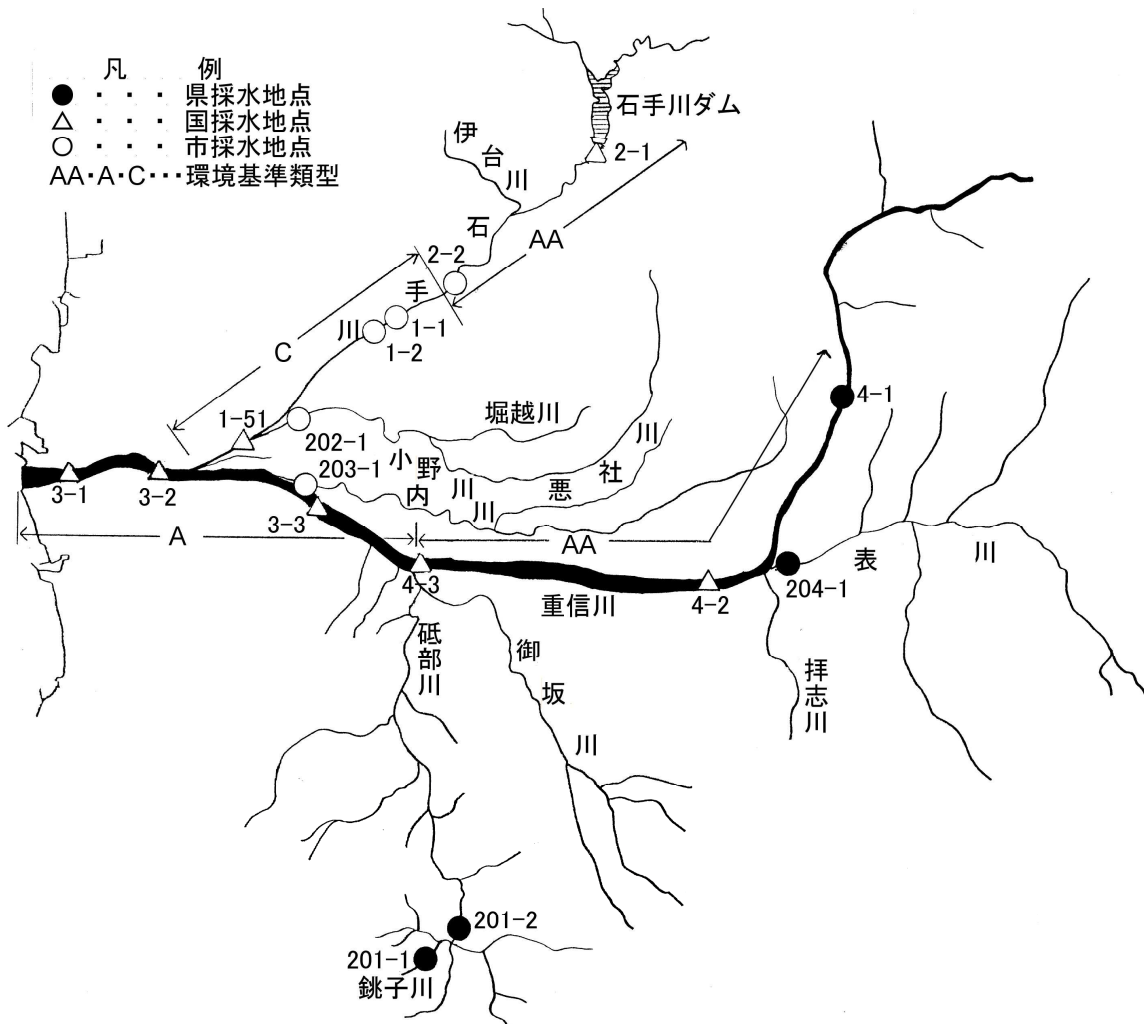 凡 例
● ・ ・ ・ 県採水地点
△ ・ ・ ・ 国採水地点
○ ・ ・ ・ 市採水地点
AA・A・C・・・環境基準類型
石手川ダム
2-1
伊台川
石手川
AA
2-2
1-1
1-2
C
1-51
202-1
堀越川
小野川
203-1
内川
悪社川
4-1
3-1
3-2
3-3
A
AA
4-3
重信川
4-2
204-1
表川
砥部川
御坂川
拝志川
201-2
201-1
銚子川